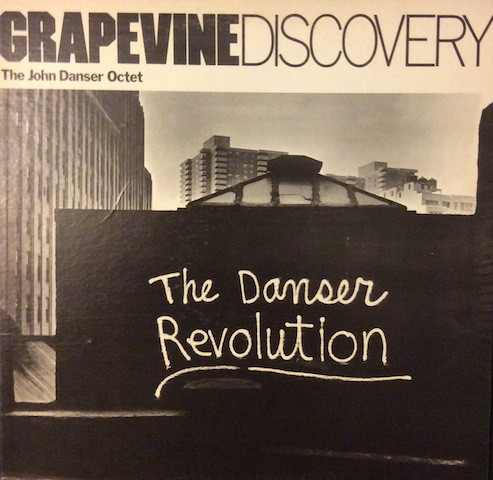 GRAPEVINEDISCOVERY
The John Danser Octet
The Danser
Revolution